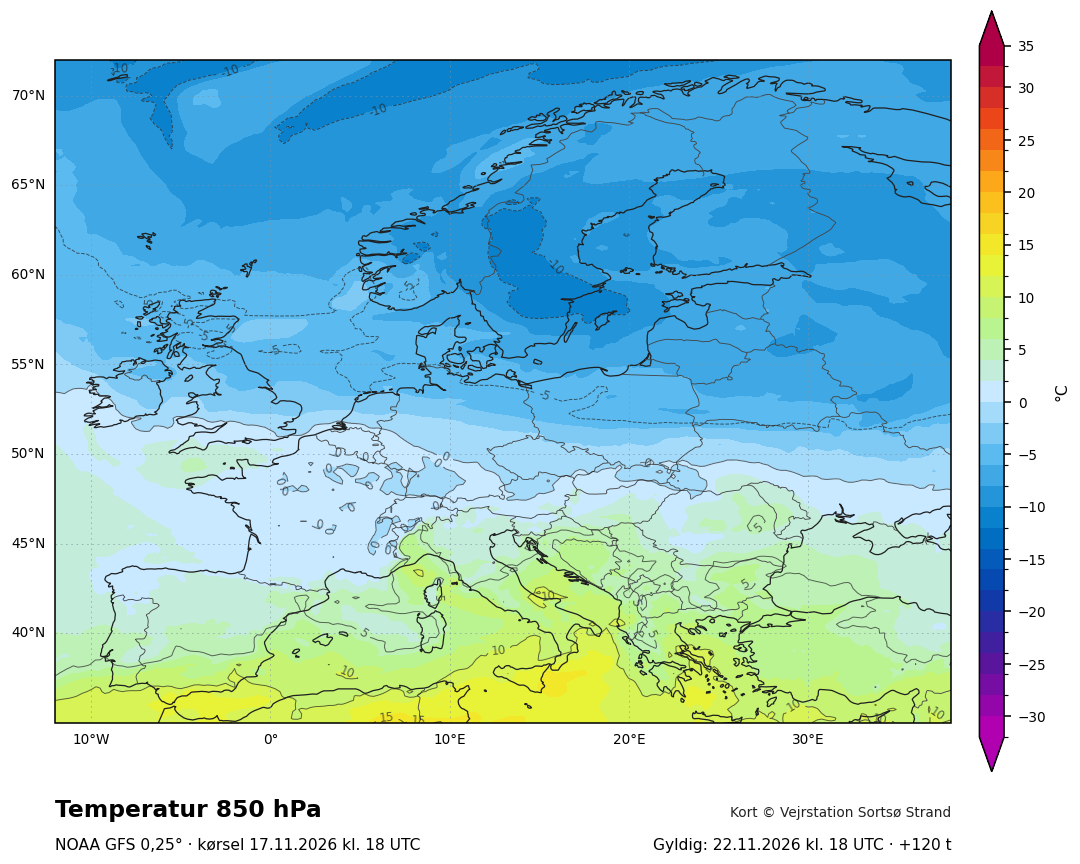 70°N
65°N
60°N
55°N
50°N
45°N
40°N
10°W 0° 10°E 20°E 30°E
35
30
25
20
15
10
5
0
−5
−10
−15
−20
−25
−30
°C
Temperatur 850 hPa
Kort © Vejrstation Sortsø Strand
NOAA GFS 0,25° · kørsel 17.11.2026 kl. 18 UTC
Gyldig: 22.11.2026 kl. 18 UTC · +120 t